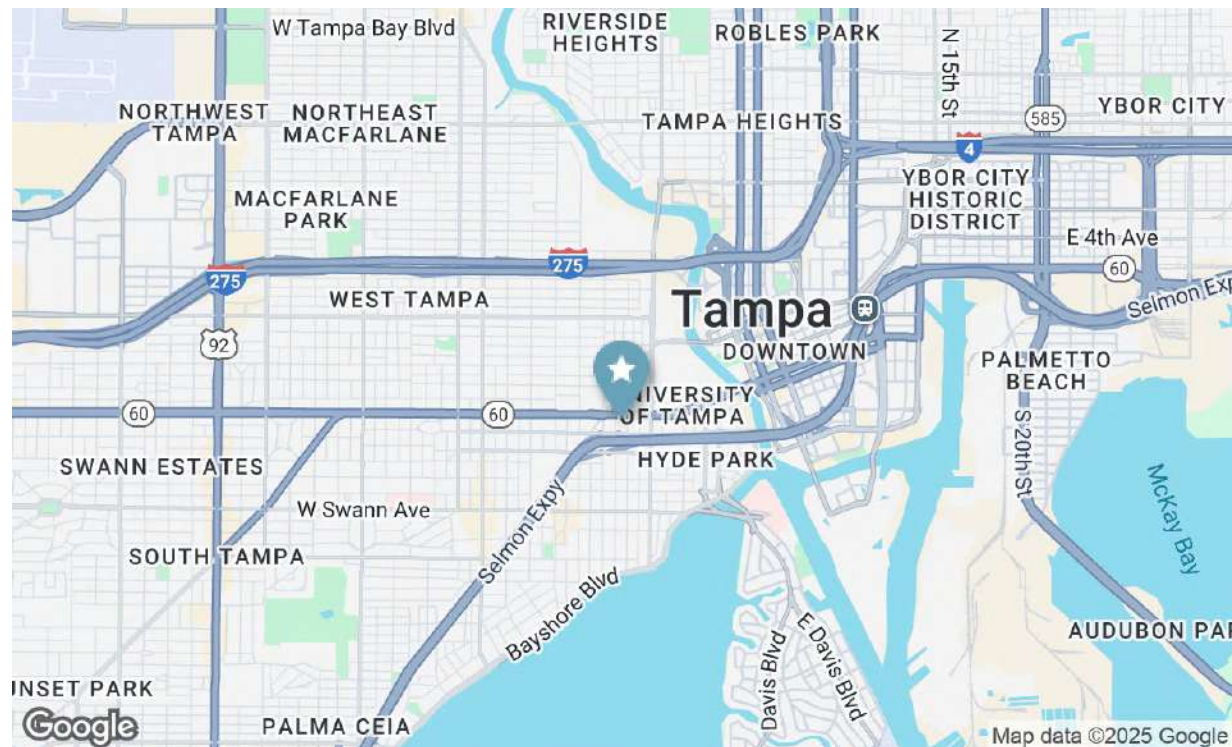 W Tampa Bay Blvd
RIVERSIDE
HEIGHTS
ROBLES PARK
N 15th St
585
YBOR CITY
NORTHWEST
TAMPA
NORTHEAST
MACFARLANE
TAMPA HEIGHTS
4
YBOR CITY
HISTORIC
DISTRICT
MACFARLANE
PARK
E 4th Ave
60
275
275
WEST TAMPA
Selmon Exp
Tampa
DOWNTOWN
92
PALMETTO
BEACH
60
60
NIVERSITY
OF TAMPA
SWANN ESTATES
HYDE PARK
S 20th St
McKay Bay
W Swann Ave
Selmon Expy
SOUTH TAMPA
Bayshore Blvd
Davis Blvd
E Davis Blvd
AUDUBON PAR
UNSET PARK
PALMA CEIA
Google
Map data ©2025 Google